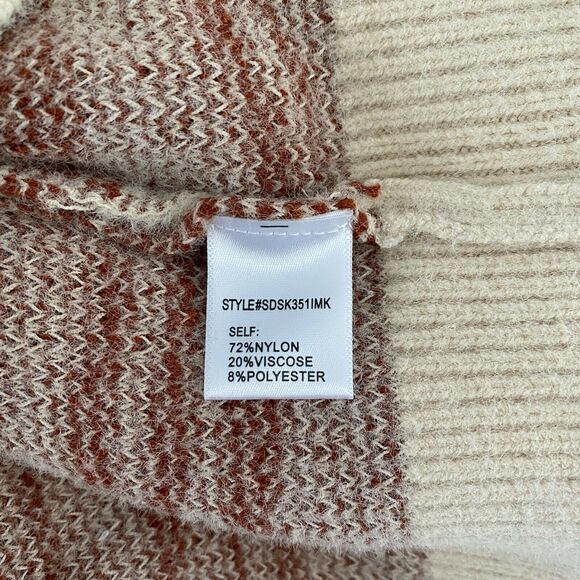 STYLE#SDSK351IMK
SELF:
72%NYLON
20%VISCOSE
8%POLYESTER